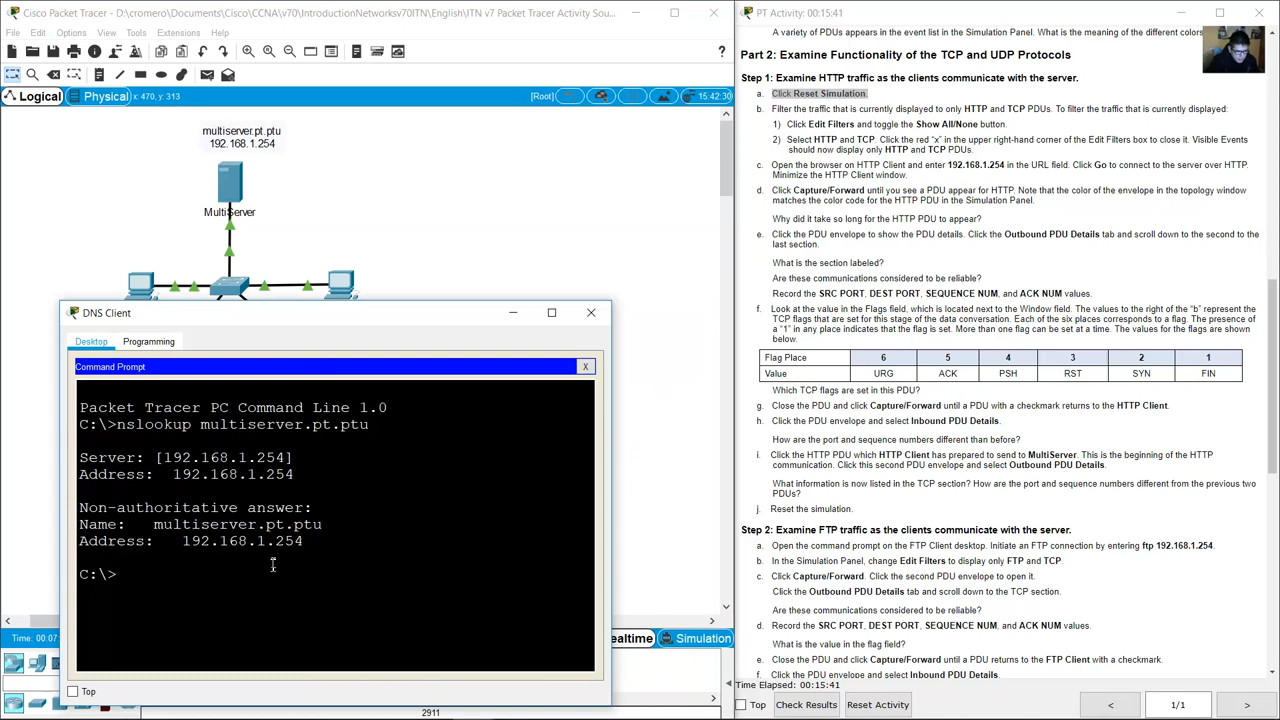 Cisco Packet Tracer - D:\cromero\Documents\Cisco\CCNA\v70\IntroductionNetworksv70ITN\English\ITN v7 Packet Tracer Activity Sou...
File Edit Options View Tools Extensions Help
Logical
Physical
x: 470, y: 313
[Root]
15:42:30
multiserver.pt.ptu
192.168.1.254
MultiServer
DNS Client
Desktop
Programming
Command Prompt
X
Packet Tracer PC Command Line 1.0
C:\>nslookup multiserver.pt.ptu
Server: [192.168.1.254]
Address: 192.168.1.254
Non-authoritative answer:
Name: multiserver.pt.ptu
Address: 192.168.1.254
C:\>
Top
Time: 00:07
ealtime
Simulation
2911
PT Activity: 00:15:41
A variety of PDUs appears in the event list in the Simulation Panel. What is the meaning of the different colors
Part 2: Examine Functionality of the TCP and UDP Protocols
Step 1: Examine HTTP traffic as the clients communicate with the server.
a. Click Reset Simulation.
b. Filter the traffic that is currently displayed to only HTTP and TCP PDUs. To filter the traffic that is currently displayed:
1) Click Edit Filters and toggle the Show All/None button.
2) Select HTTP and TCP. Click the red "x" in the upper right-hand corner of the Edit Filters box to close it. Visible Events
should now display only HTTP and TCP PDUs.
c. Open the browser on HTTP Client and enter 192.168.1.254 in the URL field. Click Go to connect to the server over HTTP.
Minimize the HTTP Client window.
d. Click Capture/Forward until you see a PDU appear for HTTP. Note that the color of the envelope in the topology window
matches the color code for the HTTP PDU in the Simulation Panel.
Why did it take so long for the HTTP PDU to appear?
e. Click the PDU envelope to show the PDU details. Click the Outbound PDU Details tab and scroll down to the second to the
last section.
What is the section labeled?
Are these communications considered to be reliable?
Record the SRC PORT, DEST PORT, SEQUENCE NUM, and ACK NUM values.
f. Look at the value in the Flags field, which is located next to the Window field. The values to the right of the "b" represent the
TCP flags that are set for this stage of the data conversation. Each of the six places corresponds to a flag. The presence of
a "1" in any place indicates that the flag is set. More than one flag can be set at a time. The values for the flags are shown
below.
Flag Place 6 5 4 3 2 1
Value URG ACK PSH RST SYN FIN
Which TCP flags are set in this PDU?
g. Close the PDU and click Capture/Forward until a PDU with a checkmark returns to the HTTP Client.
h. Click the PDU envelope and select Inbound PDU Details.
How are the port and sequence numbers different than before?
i. Click the HTTP PDU which HTTP Client has prepared to send to MultiServer. This is the beginning of the HTTP
communication. Click this second PDU envelope and select Outbound PDU Details.
What information is now listed in the TCP section? How are the port and sequence numbers different from the previous two
PDUs?
j. Reset the simulation.
Step 2: Examine FTP traffic as the clients communicate with the server.
a. Open the command prompt on the FTP Client desktop. Initiate an FTP connection by entering ftp 192.168.1.254.
b. In the Simulation Panel, change Edit Filters to display only FTP and TCP.
c. Click Capture/Forward. Click the second PDU envelope to open it.
Click the Outbound PDU Details tab and scroll down to the TCP section.
Are these communications considered to be reliable?
d. Record the SRC PORT, DEST PORT, SEQUENCE NUM, and ACK NUM values.
What is the value in the flag field?
e. Close the PDU and click Capture/Forward until a PDU returns to the FTP Client with a checkmark.
f. Click the PDU envelope and select Inbound PDU Details.
Time Elapsed: 00:15:41
Top
Check Results
Reset Activity
<
1/1
>